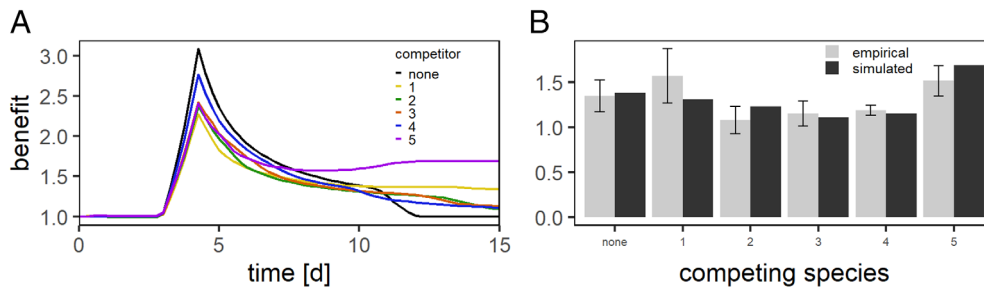 A
benefit
3.0
2.5
2.0
1.5
1.0
competitor
none
1
2
3
4
5
0 5 10 15
time [d]
B
1.5
1.0
0.5
0.0
empirical
simulated
none 1 2 3 4 5
competing species